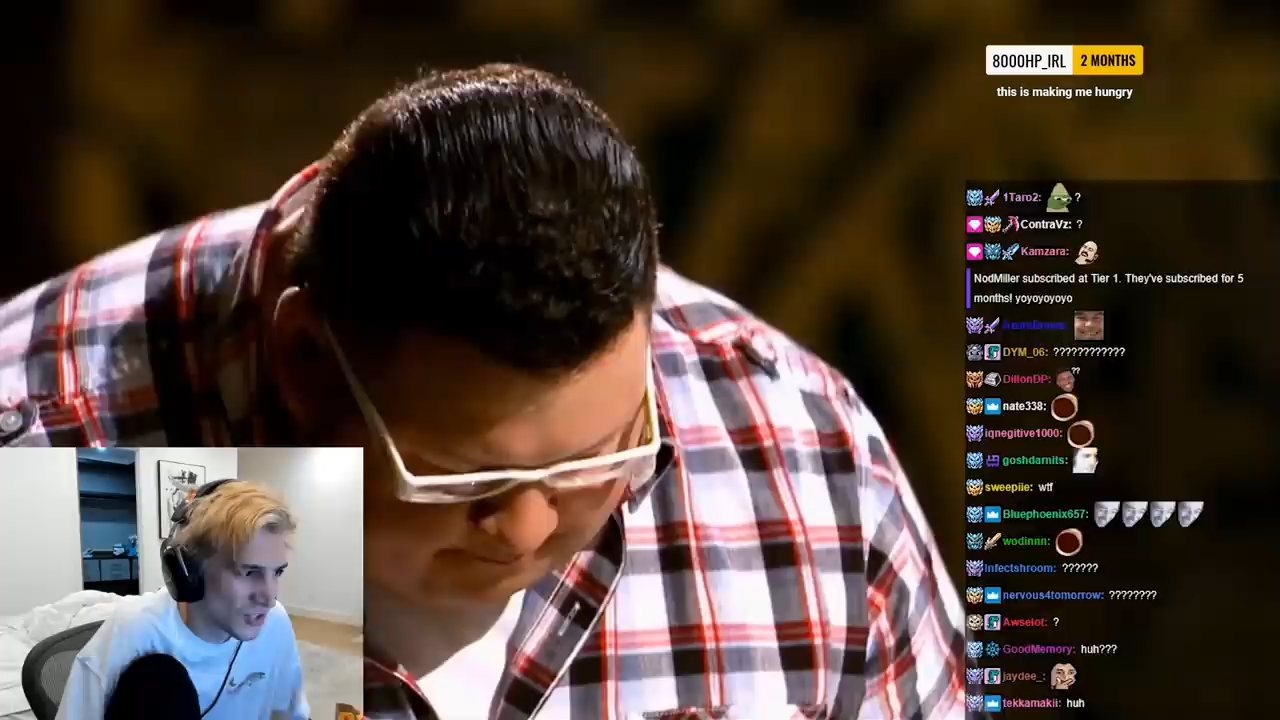 8000HP_IRL 2 MONTHS
this is making me hungry
1Taro2: ?
ContraVz: ?
Kamzara:
NodMiller subscribed at Tier 1. They've subscribed for 5
months! yoyoyoyoyo
DYM_06: ????????????
DillonDP: ??
nate338:
iqnegitive1000:
goshdarnits:
sweepiie: wtf
Bluephoenix657:
wodinnn:
Infectshroom: ??????
nervous4tomorrow: ????????
Awselot: ?
GoodMemory: huh???
jaydee_:
tekkamakii: huh